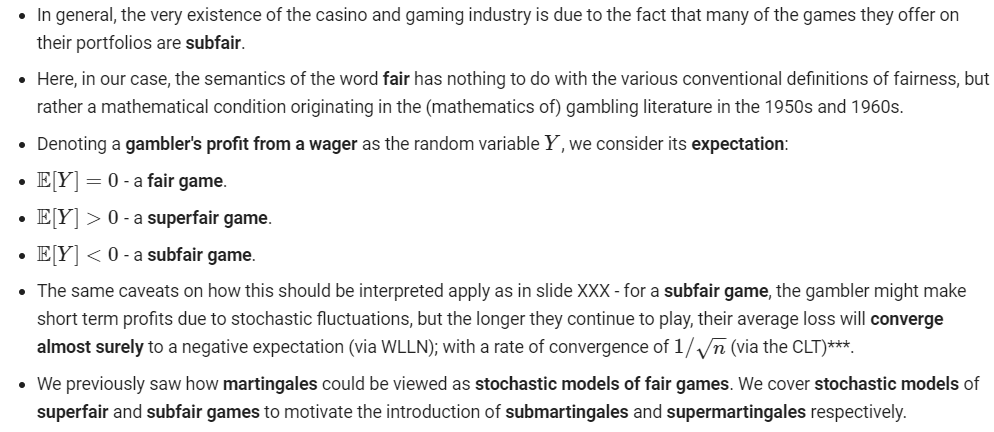 • In general, the very existence of the casino and gaming industry is due to the fact that many of the games they offer on
their portfolios are subfair.
• Here, in our case, the semantics of the word fair has nothing to do with the various conventional definitions of fairness, but
rather a mathematical condition originating in the (mathematics of) gambling literature in the 1950s and 1960s.
• Denoting a gambler's profit from a wager as the random variable Y, we consider its expectation:
• 𝔼[Y] = 0 - a fair game.
• 𝔼[Y] > 0 - a superfair game.
• 𝔼[Y] < 0 - a subfair game.
• The same caveats on how this should be interpreted apply as in slide XXX - for a subfair game, the gambler might make
short term profits due to stochastic fluctuations, but the longer they continue to play, their average loss will converge
almost surely to a negative expectation (via WLLN); with a rate of convergence of 1/√n (via the CLT)***.
• We previously saw how martingales could be viewed as stochastic models of fair games. We cover stochastic models of
superfair and subfair games to motivate the introduction of submartingales and supermartingales respectively.